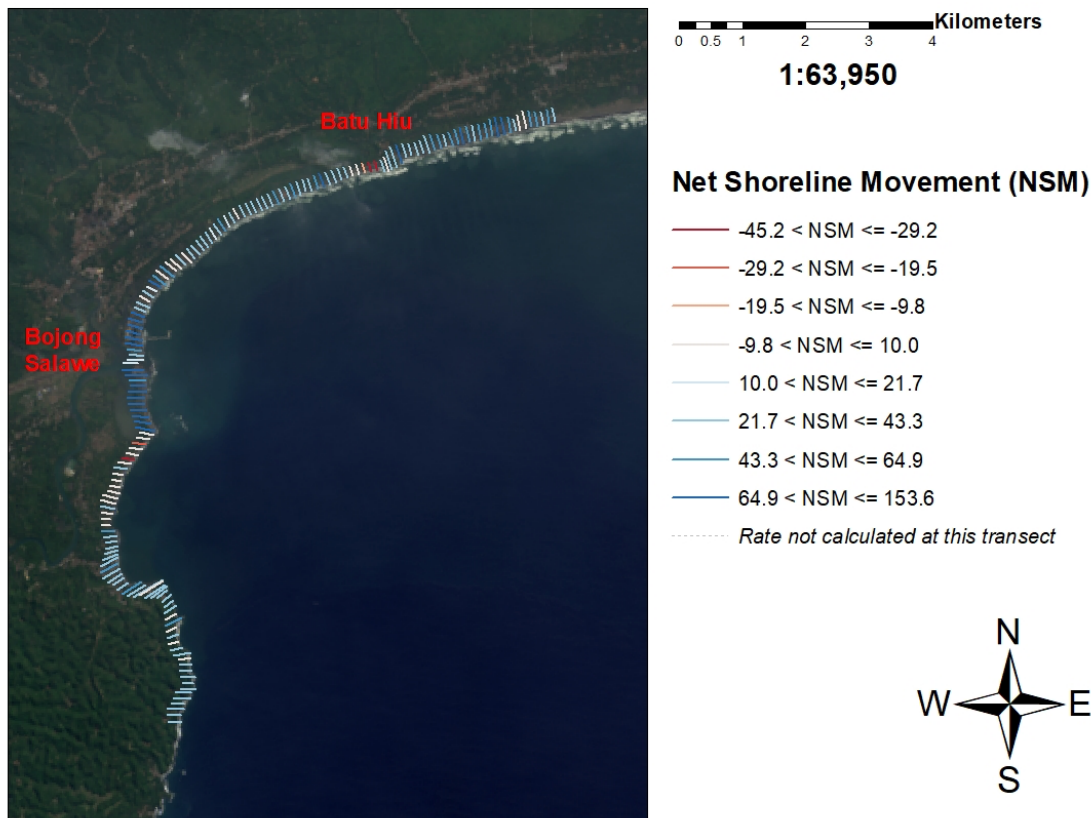 Batu Hiu
Bojong
Salawe
Kilometers
0 0.5 1 2 3 4
1:63,950
Net Shoreline Movement (NSM)
-45.2 < NSM <= -29.2
-29.2 < NSM <= -19.5
-19.5 < NSM <= -9.8
-9.8 < NSM <= 10.0
10.0 < NSM <= 21.7
21.7 < NSM <= 43.3
43.3 < NSM <= 64.9
64.9 < NSM <= 153.6
Rate not calculated at this transect
N
W E
S